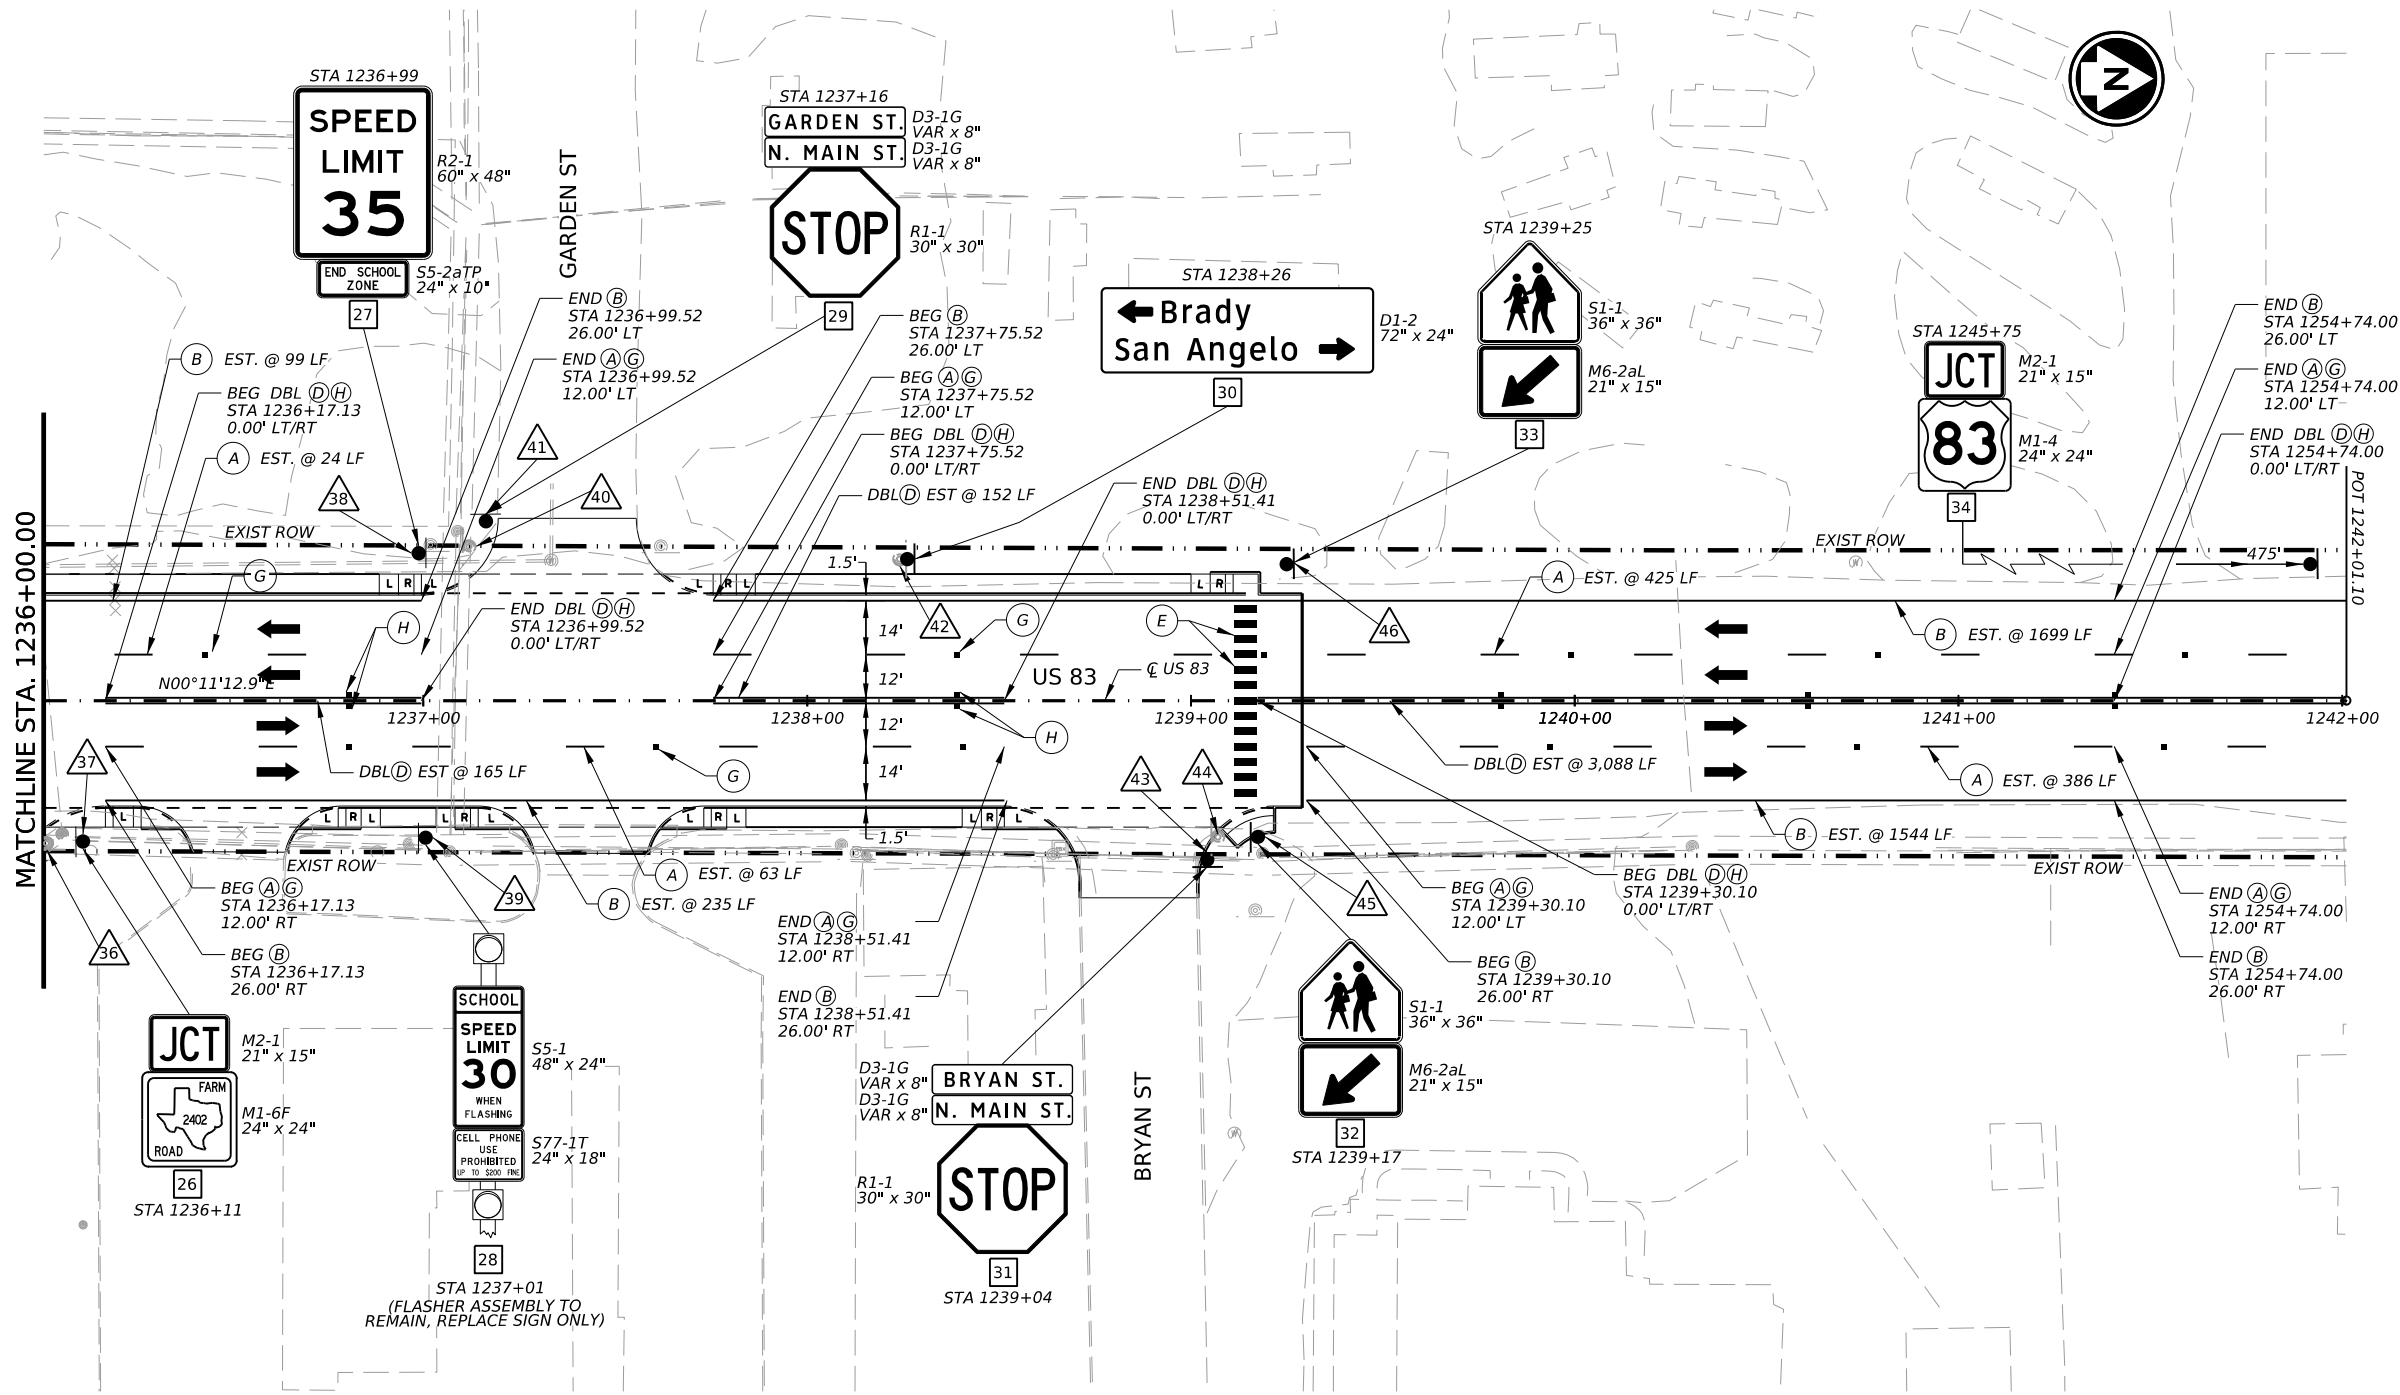 STA 1236+99
SPEED
LIMIT
35
R2-1
60" x 48"
END SCHOOL
ZONE
S5-2aTP
24" x 10"
27
GARDEN ST
STA 1237+16
GARDEN ST.
D3-1G
VAR x 8"
N. MAIN ST.
D3-1G
VAR x 8"
STOP
R1-1
30" x 30"
29
STA 1238+26
Brady
San Angelo
D1-2
72" x 24"
30
STA 1239+25
S1-1
36" x 36"
M6-2aL
21" x 15"
33
STA 1245+75
JCT
M2-1
21" x 15"
83
M1-4
24" x 24"
34
N
END B
STA 1254+74.00
26.00' LT
END A G
STA 1254+74.00
12.00' LT
END DBL D H
STA 1254+74.00
0.00' LT/RT
POT 1242+01.10
END B
STA 1236+99.52
26.00' LT
END A G
STA 1236+99.52
12.00' LT
B EST. @ 99 LF
BEG DBL D H
STA 1236+17.13
0.00' LT/RT
A EST. @ 24 LF
BEG B
STA 1237+75.52
26.00' LT
BEG A G
STA 1237+75.52
12.00' LT
BEG DBL D H
STA 1237+75.52
0.00' LT/RT
DBL D EST @ 152 LF
END DBL D H
STA 1238+51.41
0.00' LT/RT
38
41
40
EXIST ROW
EXIST ROW
475'
G
L R L
L R L
L R
1.5'
H
END DBL D H
STA 1236+99.52
0.00' LT/RT
42
G
E
46
A EST. @ 425 LF
B EST. @ 1699 LF
14'
12'
US 83
℄ US 83
N00°11'12.9"E
1237+00
1238+00
1239+00
1240+00
1241+00
1242+00
12'
14'
1.5'
H
G
MATCHLINE STA. 1236+00.00
37
DBL D EST @ 165 LF
43
44
DBL D EST @ 3,088 LF
A EST. @ 386 LF
L
L R L
L R L
L R L
L R L
B EST. @ 1544 LF
EXIST ROW
EXIST ROW
36
39
45
A EST. @ 63 LF
B EST. @ 235 LF
BEG A G
STA 1236+17.13
12.00' RT
BEG B
STA 1236+17.13
26.00' RT
END A G
STA 1238+51.41
12.00' RT
END B
STA 1238+51.41
26.00' RT
BEG A G
STA 1239+30.10
12.00' LT
BEG B
STA 1239+30.10
26.00' RT
BEG DBL D H
STA 1239+30.10
0.00' LT/RT
END A G
STA 1254+74.00
12.00' RT
END B
STA 1254+74.00
26.00' RT
JCT
M2-1
21" x 15"
FARM
2402
ROAD
M1-6F
24" x 24"
26
STA 1236+11
SCHOOL
SPEED
LIMIT
30
WHEN
FLASHING
S5-1
48" x 24"
CELL PHONE
USE
PROHIBITED
UP TO $200 FINE
S77-1T
24" x 18"
28
STA 1237+01
(FLASHER ASSEMBLY TO
REMAIN, REPLACE SIGN ONLY)
D3-1G
VAR x 8"
BRYAN ST.
D3-1G
VAR x 8"
N. MAIN ST.
R1-1
30" x 30"
STOP
31
STA 1239+04
BRYAN ST
S1-1
36" x 36"
M6-2aL
21" x 15"
32
STA 1239+17